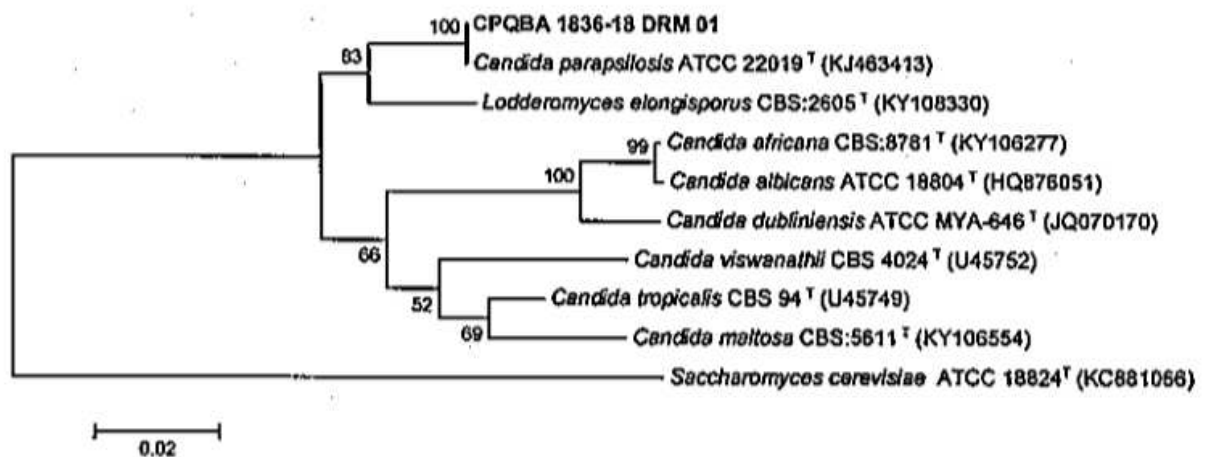 100 CPQBA 1836-18 DRM 01
83 Candida parapsilosis ATCC 22019 T (KJ463413)
Lodderomyces elongisporus CBS:2605 T (KY108330)
99 Candida africana CBS:8781 T (KY106277)
100 Candida albicans ATCC 18804 T (HQ876051)
Candida dubliniensis ATCC MYA-646 T (JQ070170)
66 Candida viswanathii CBS 4024 T (U45752)
52 Candida tropicalis CBS 94 T (U45749)
69 Candida maltosa CBS:5611 T (KY106554)
Saccharomyces cerevisiae ATCC 18824 T (KC881066)
0.02